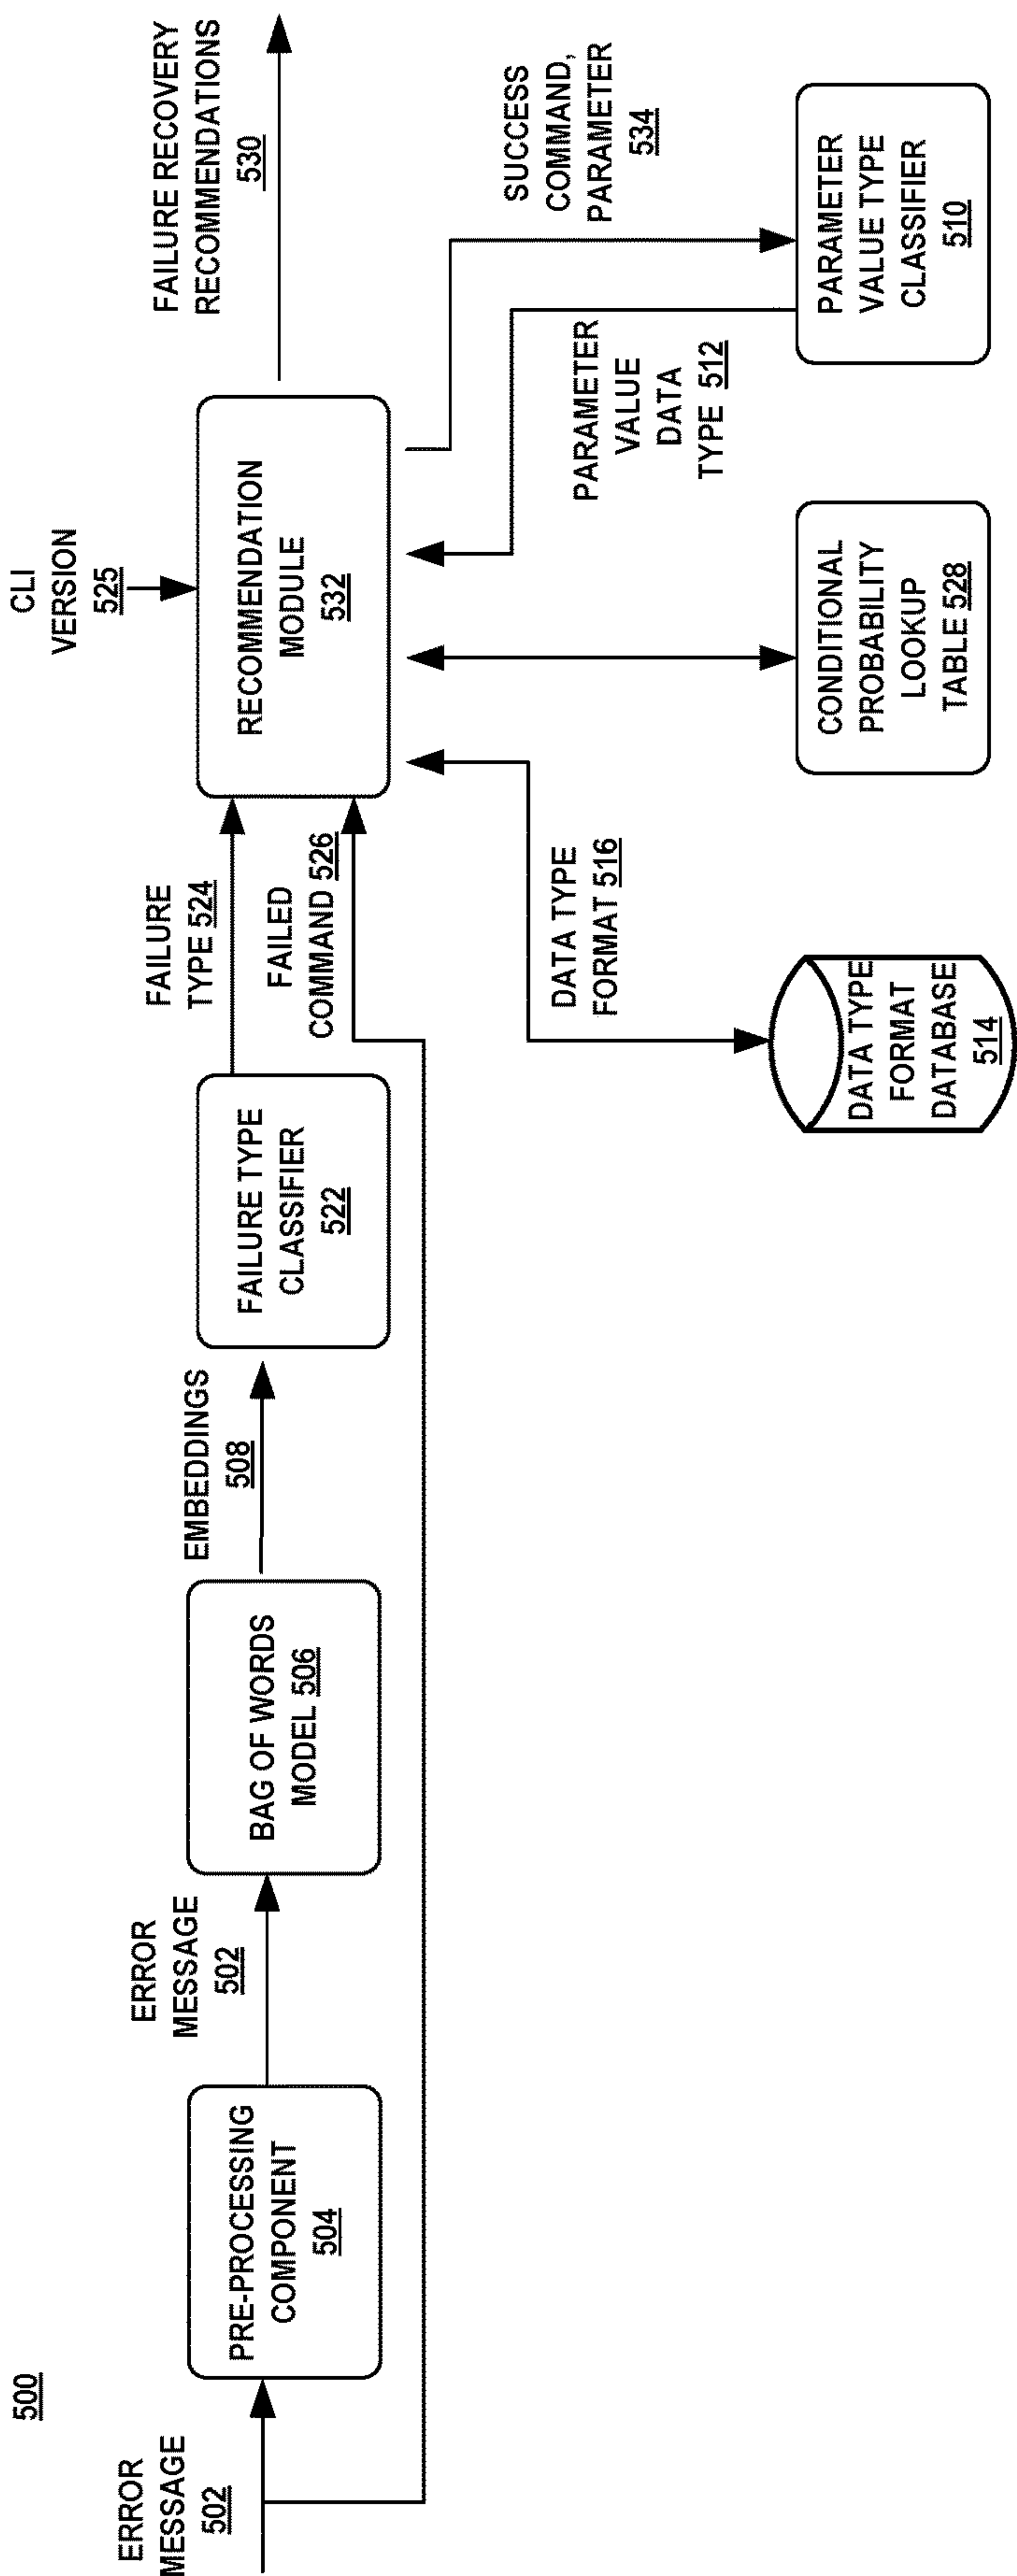 500
ERROR
MESSAGE
502
PRE-PROCESSING
COMPONENT
504
ERROR
MESSAGE
502
BAG OF WORDS
MODEL 506
EMBEDDINGS
508
FAILURE TYPE
CLASSIFIER
522
FAILURE
TYPE 524
FAILED
COMMAND 526
CLI
VERSION
525
RECOMMENDATION
MODULE
532
FAILURE RECOVERY
RECOMMENDATIONS
530
SUCCESS
COMMAND,
PARAMETER
534
PARAMETER
VALUE
DATA
TYPE 512
DATA TYPE
FORMAT 516
DATA TYPE
FORMAT
DATABASE
514
CONDITIONAL
PROBABILITY
LOOKUP
TABLE 528
PARAMETER
VALUE TYPE
CLASSIFIER
510